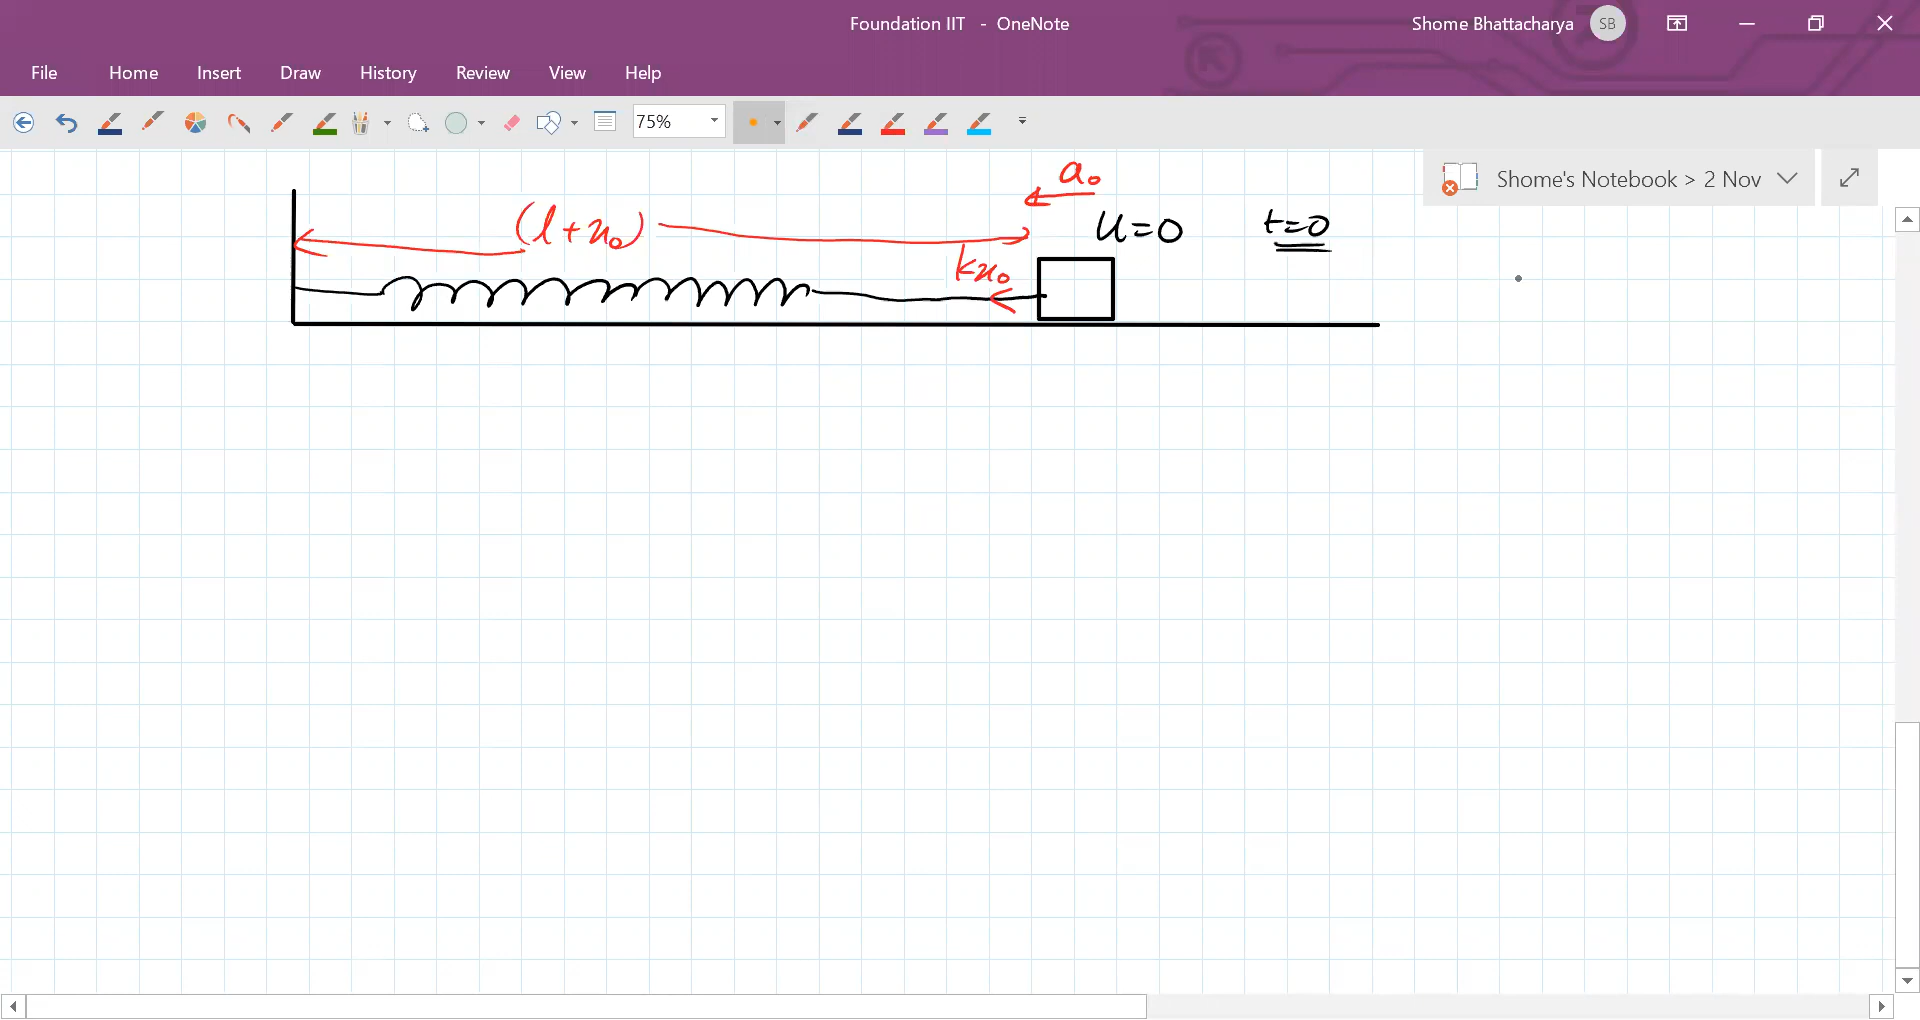 Foundation IIT - OneNote
Shome Bhattacharya SB
File Home Insert Draw History Review View Help
75%
Shome's Notebook > 2 Nov
a₀
(l+x₀)
u=0
t=0
kx₀